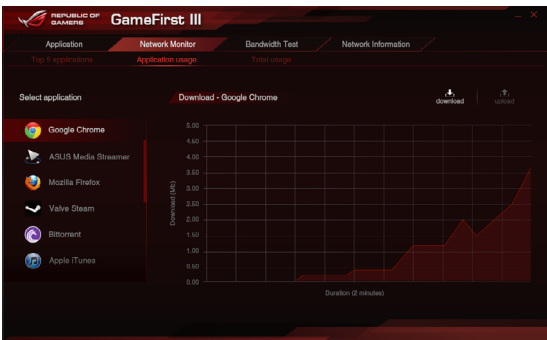 REPUBLIC OF
GAMERS
GameFirst III
Application
Network Monitor
Bandwidth Test
Network Information
Top 5 applications
Application usage
Total usage
Select application
Download - Google Chrome
download
upload
Google Chrome
ASUS Media Streamer
Mozilla Firefox
Valve Steam
Bittorrent
Apple iTunes
Download (Mb)
5.00
4.50
4.00
3.50
3.00
2.50
2.00
1.50
1.00
0.50
0.00
Duration (2 minutes)